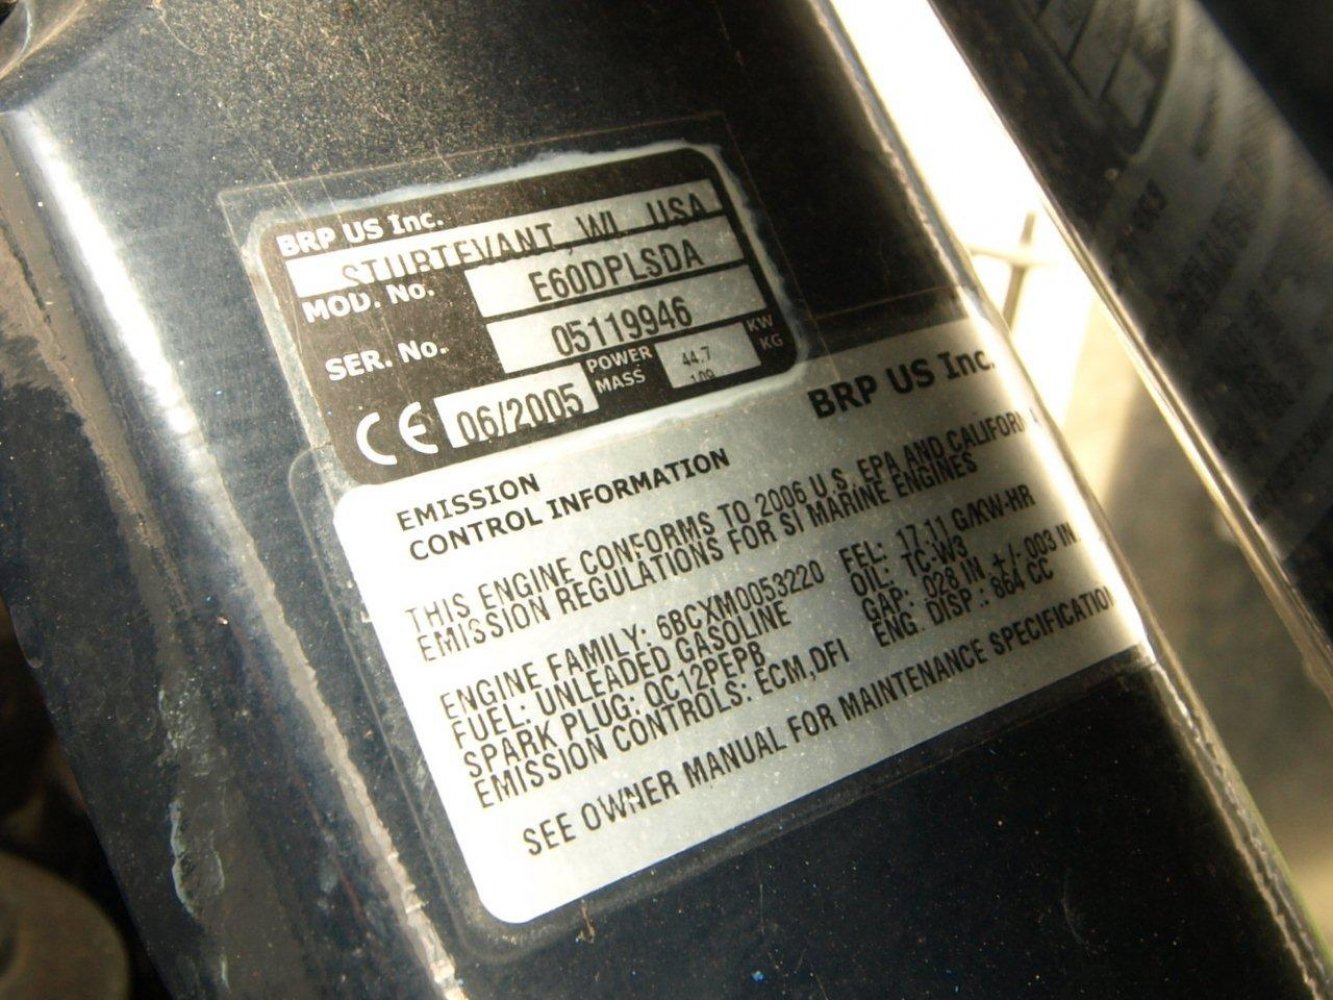 BRP US Inc.
STURTEVANT, WI. USA
MOD. No. E60DPLSDA
SER. No. 05119946
CE 06/2005 POWER 44.7 KW
MASS 109 KG
BRP US Inc.
EMISSION
CONTROL INFORMATION
THIS ENGINE CONFORMS TO 2006 U.S. EPA AND CALIFORNIA
EMISSION REGULATIONS FOR SI MARINE ENGINES
ENGINE FAMILY: 6BCXM0053220 FEL: 17.11 G/KW-HR
FUEL: UNLEADED GASOLINE OIL: TC-W3
SPARK PLUG: QC12PEPB GAP: .028 IN. +/-.003 IN.
EMISSION CONTROLS: ECM,DFI ENG. DISP.: 864 CC
SEE OWNER MANUAL FOR MAINTENANCE SPECIFICATION